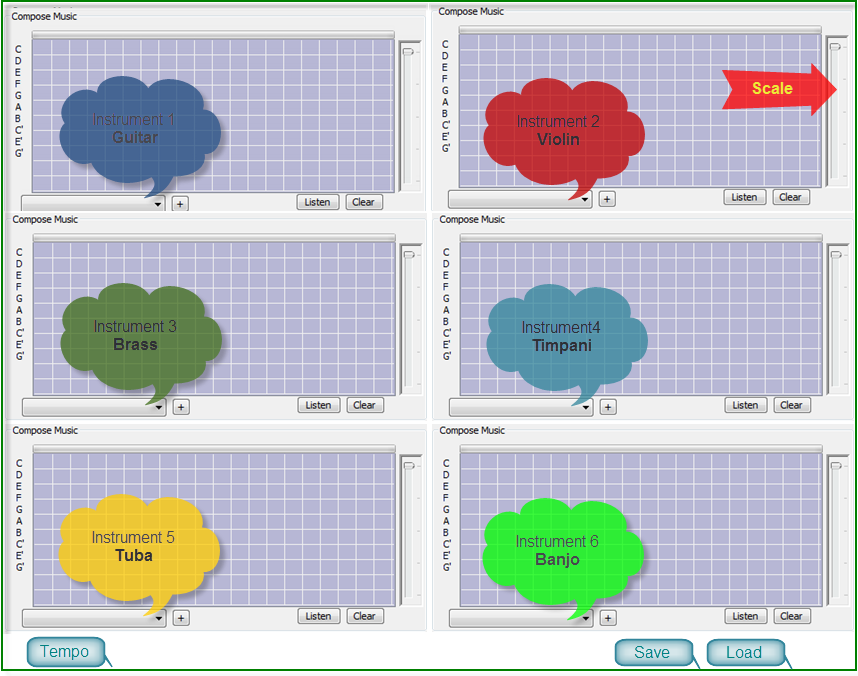 Compose Music
C
D
E
F
G
A
B
C'
E'
G'
Instrument 1
Guitar
+
Listen
Clear
Compose Music
C
D
E
F
G
A
B
C'
E'
G'
Instrument 2
Violin
Scale
+
Listen
Clear
Compose Music
C
D
E
F
G
A
B
C'
E'
G'
Instrument 3
Brass
+
Listen
Clear
Compose Music
C
D
E
F
G
A
B
C'
E'
G'
Instrument4
Timpani
+
Listen
Clear
Compose Music
C
D
E
F
G
A
B
C'
E'
G'
Instrument 5
Tuba
+
Listen
Clear
Compose Music
C
D
E
F
G
A
B
C'
E'
G'
Instrument 6
Banjo
+
Listen
Clear
Tempo
Save
Load